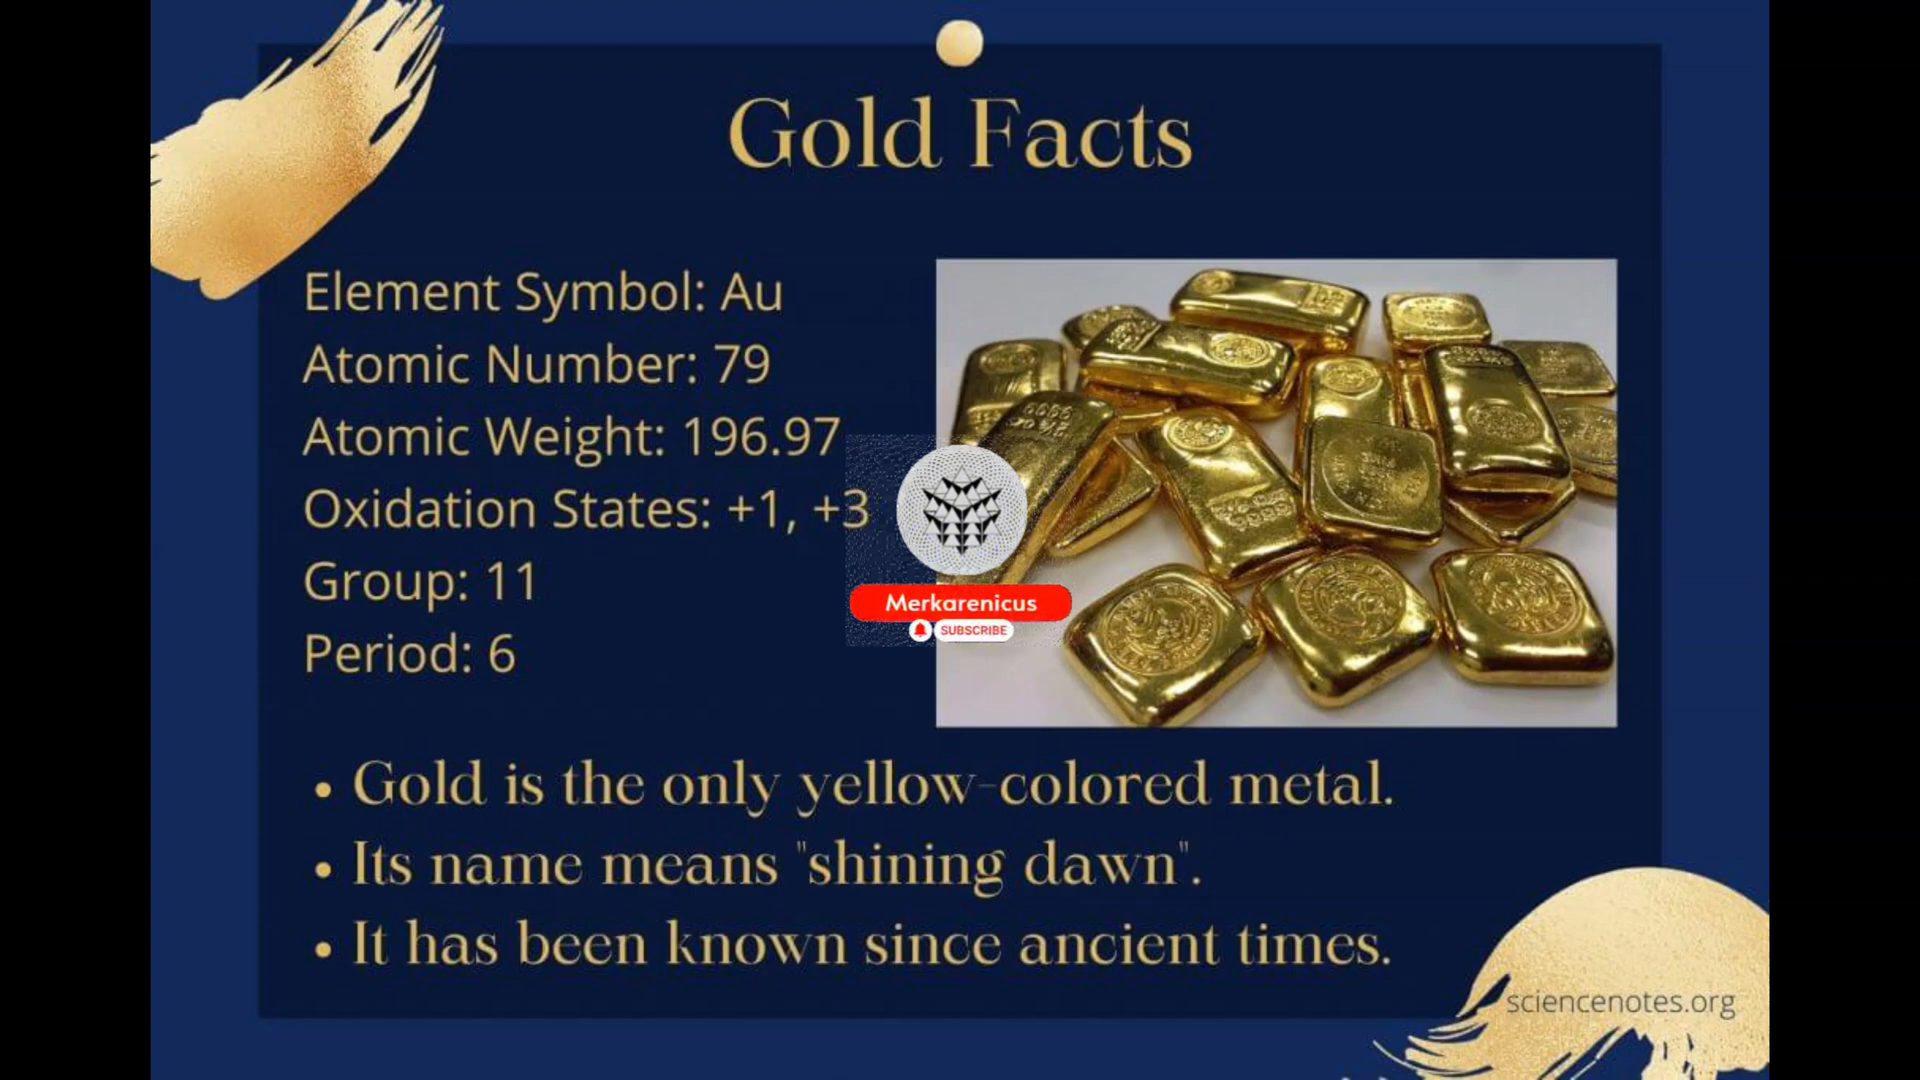 Gold Facts
Element Symbol: Au
Atomic Number: 79
Atomic Weight: 196.97
Oxidation States: +1, +3
Group: 11
Period: 6
Merkarenicus
SUBSCRIBE
• Gold is the only yellow-colored metal.
• Its name means "shining dawn".
• It has been known since ancient times.
sciencenotes.org